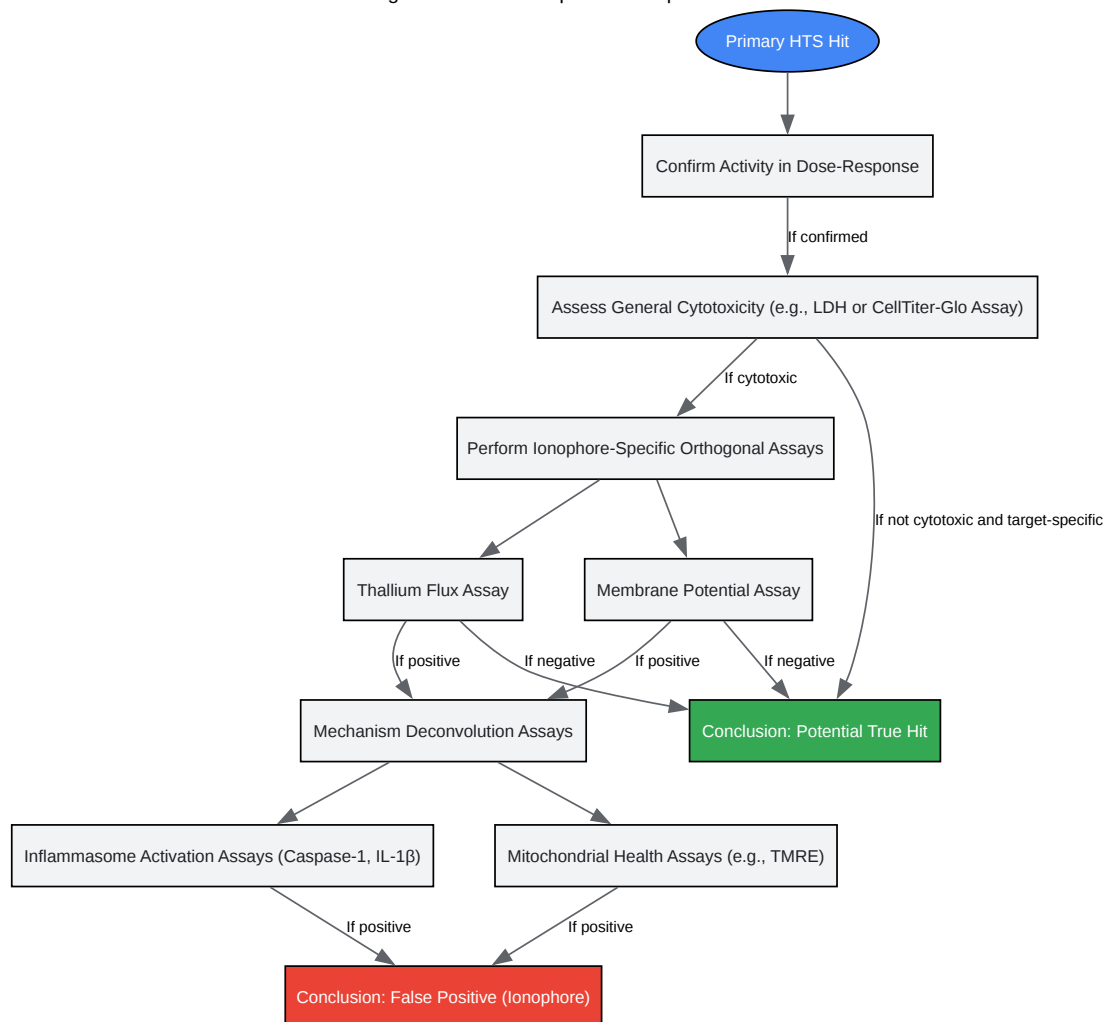 Primary HTS Hit
Confirm Activity in Dose-Response
If confirmed
Assess General Cytotoxicity (e.g., LDH or CellTiter-Glo Assay)
If cytotoxic
Perform Ionophore-Specific Orthogonal Assays
If not cytotoxic and target-specific
Thallium Flux Assay
Membrane Potential Assay
If positive
If negative
If positive
If negative
Mechanism Deconvolution Assays
Conclusion: Potential True Hit
Inflammasome Activation Assays (Caspase-1, IL-1β)
Mitochondrial Health Assays (e.g., TMRE)
If positive
If positive
Conclusion: False Positive (Ionophore)